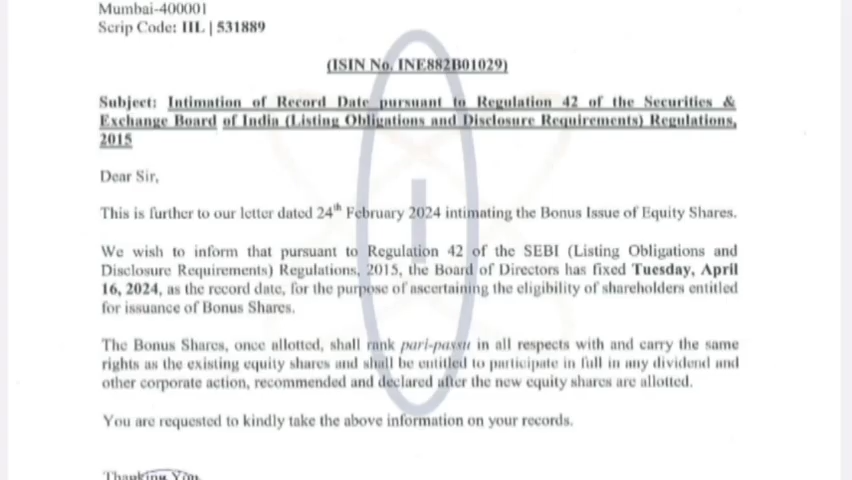 Mumbai-400001
Scrip Code: IIL | 531889
(ISIN No. INE882B01029)
Subject: Intimation of Record Date pursuant to Regulation 42 of the Securities &
Exchange Board of India (Listing Obligations and Disclosure Requirements) Regulations,
2015
Dear Sir,
This is further to our letter dated 24th February 2024 intimating the Bonus Issue of Equity Shares.
We wish to inform that pursuant to Regulation 42 of the SEBI (Listing Obligations and
Disclosure Requirements) Regulations, 2015, the Board of Directors has fixed Tuesday, April
16, 2024, as the record date, for the purpose of ascertaining the eligibility of shareholders entitled
for issuance of Bonus Shares.
The Bonus Shares, once allotted, shall rank pari-passu in all respects with and carry the same
rights as the existing equity shares and shall be entitled to participate in full in any dividend and
other corporate action, recommended and declared after the new equity shares are allotted.
You are requested to kindly take the above information on your records.
Thanking You,